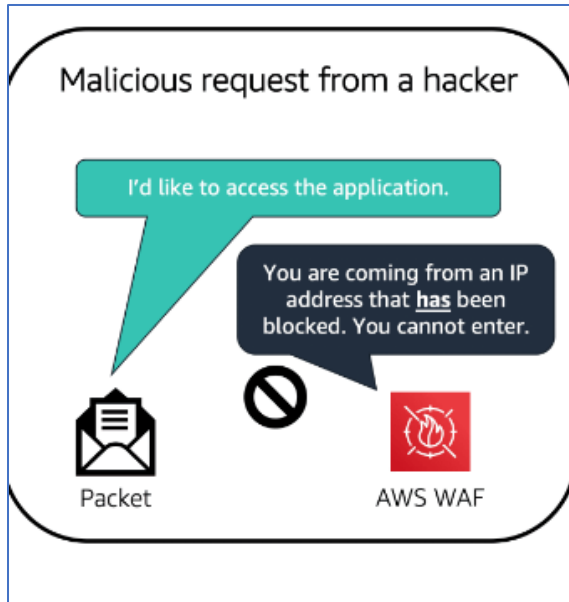 Malicious request from a hacker
I'd like to access the application.
You are coming from an IP
address that has been
blocked. You cannot enter.
Packet
AWS WAF